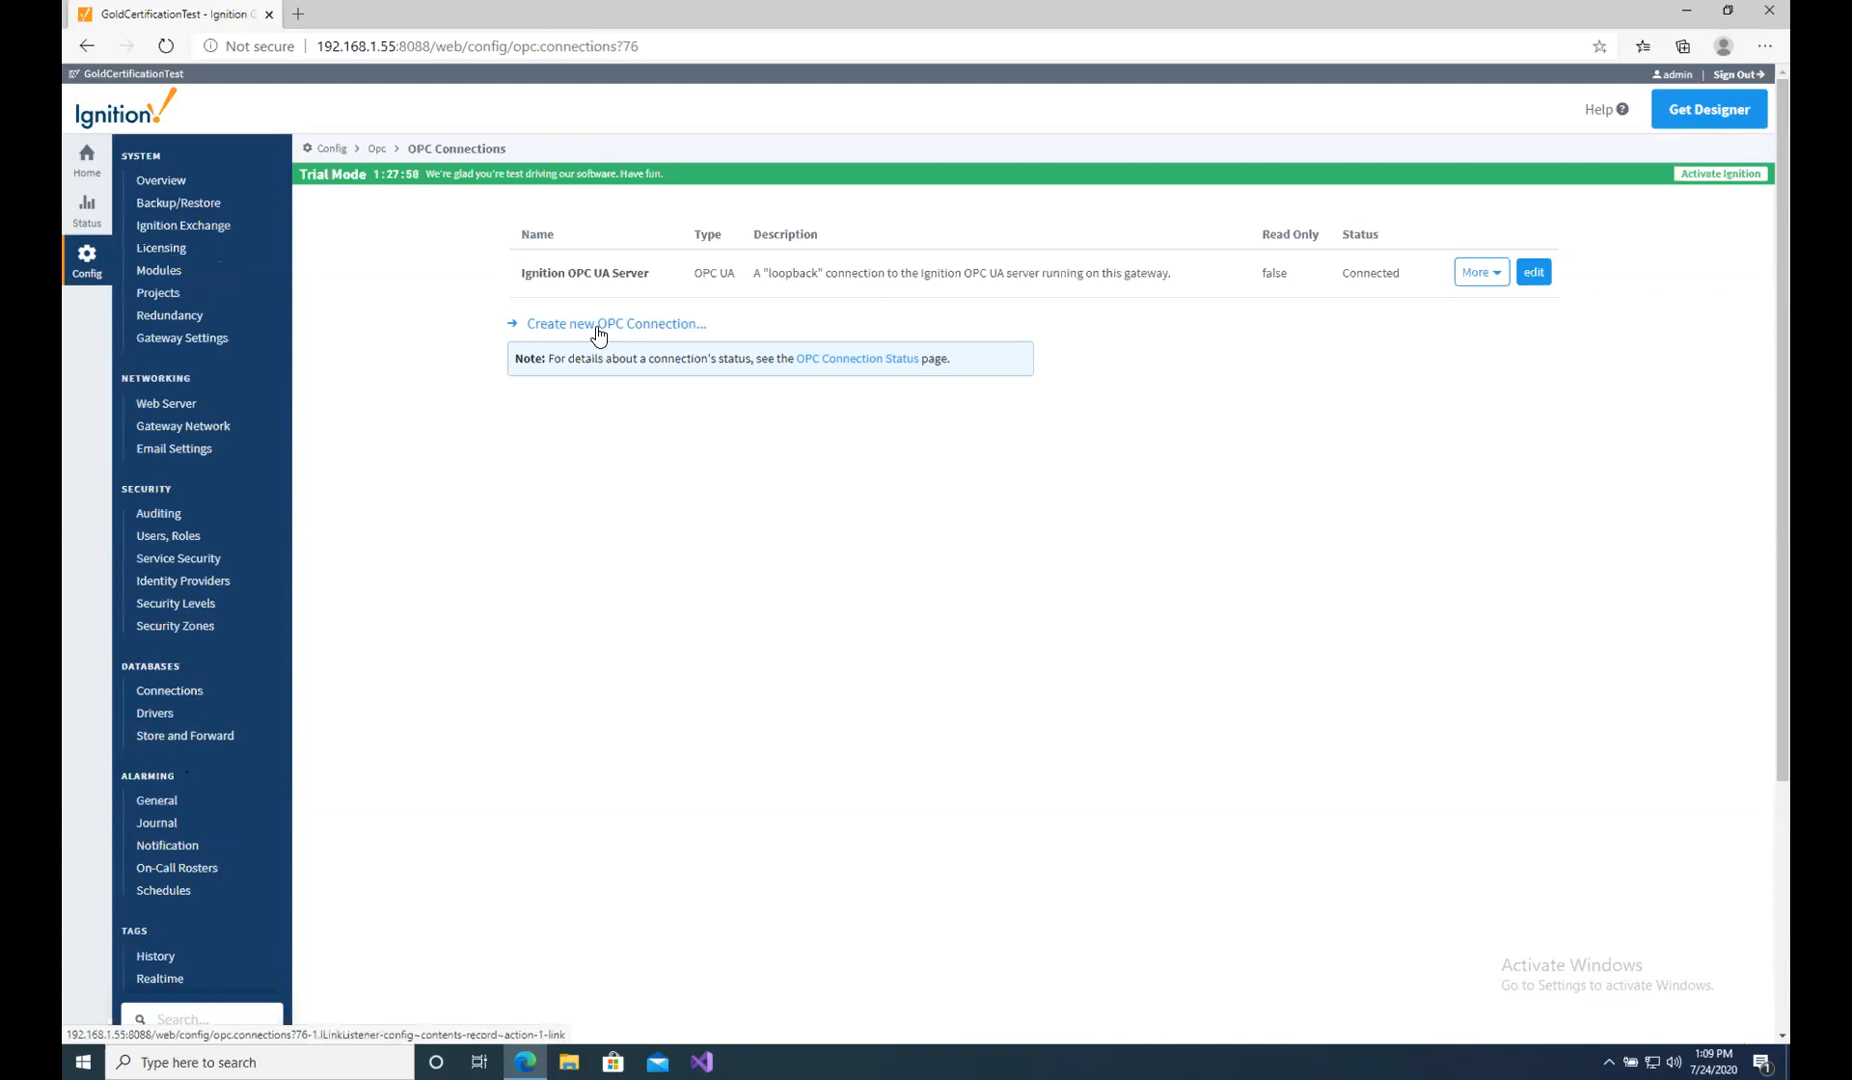 GoldCertificationTest - Ignition G
Not secure | 192.168.1.55:8088/web/config/opc.connections?76
GoldCertificationTest
admin | Sign Out
Ignition!
Help
Get Designer
Home
Status
Config
SYSTEM
Overview
Backup/Restore
Ignition Exchange
Licensing
Modules
Projects
Redundancy
Gateway Settings
NETWORKING
Web Server
Gateway Network
Email Settings
SECURITY
Auditing
Users, Roles
Service Security
Identity Providers
Security Levels
Security Zones
DATABASES
Connections
Drivers
Store and Forward
ALARMING
General
Journal
Notification
On-Call Rosters
Schedules
TAGS
History
Realtime
Search...
Config > Opc > OPC Connections
Trial Mode 1:27:58 We're glad you're test driving our software. Have fun.
Activate Ignition
Name Type Description Read Only Status
Ignition OPC UA Server OPC UA A "loopback" connection to the Ignition OPC UA server running on this gateway. false Connected More edit
Create new OPC Connection...
Note: For details about a connection's status, see the OPC Connection Status page.
Activate Windows
Go to Settings to activate Windows.
192.168.1.55:8088/web/config/opc.connections?76-1.ILinkListener-config~contents-record~action-1-link
Type here to search
1:09 PM
7/24/2020
1